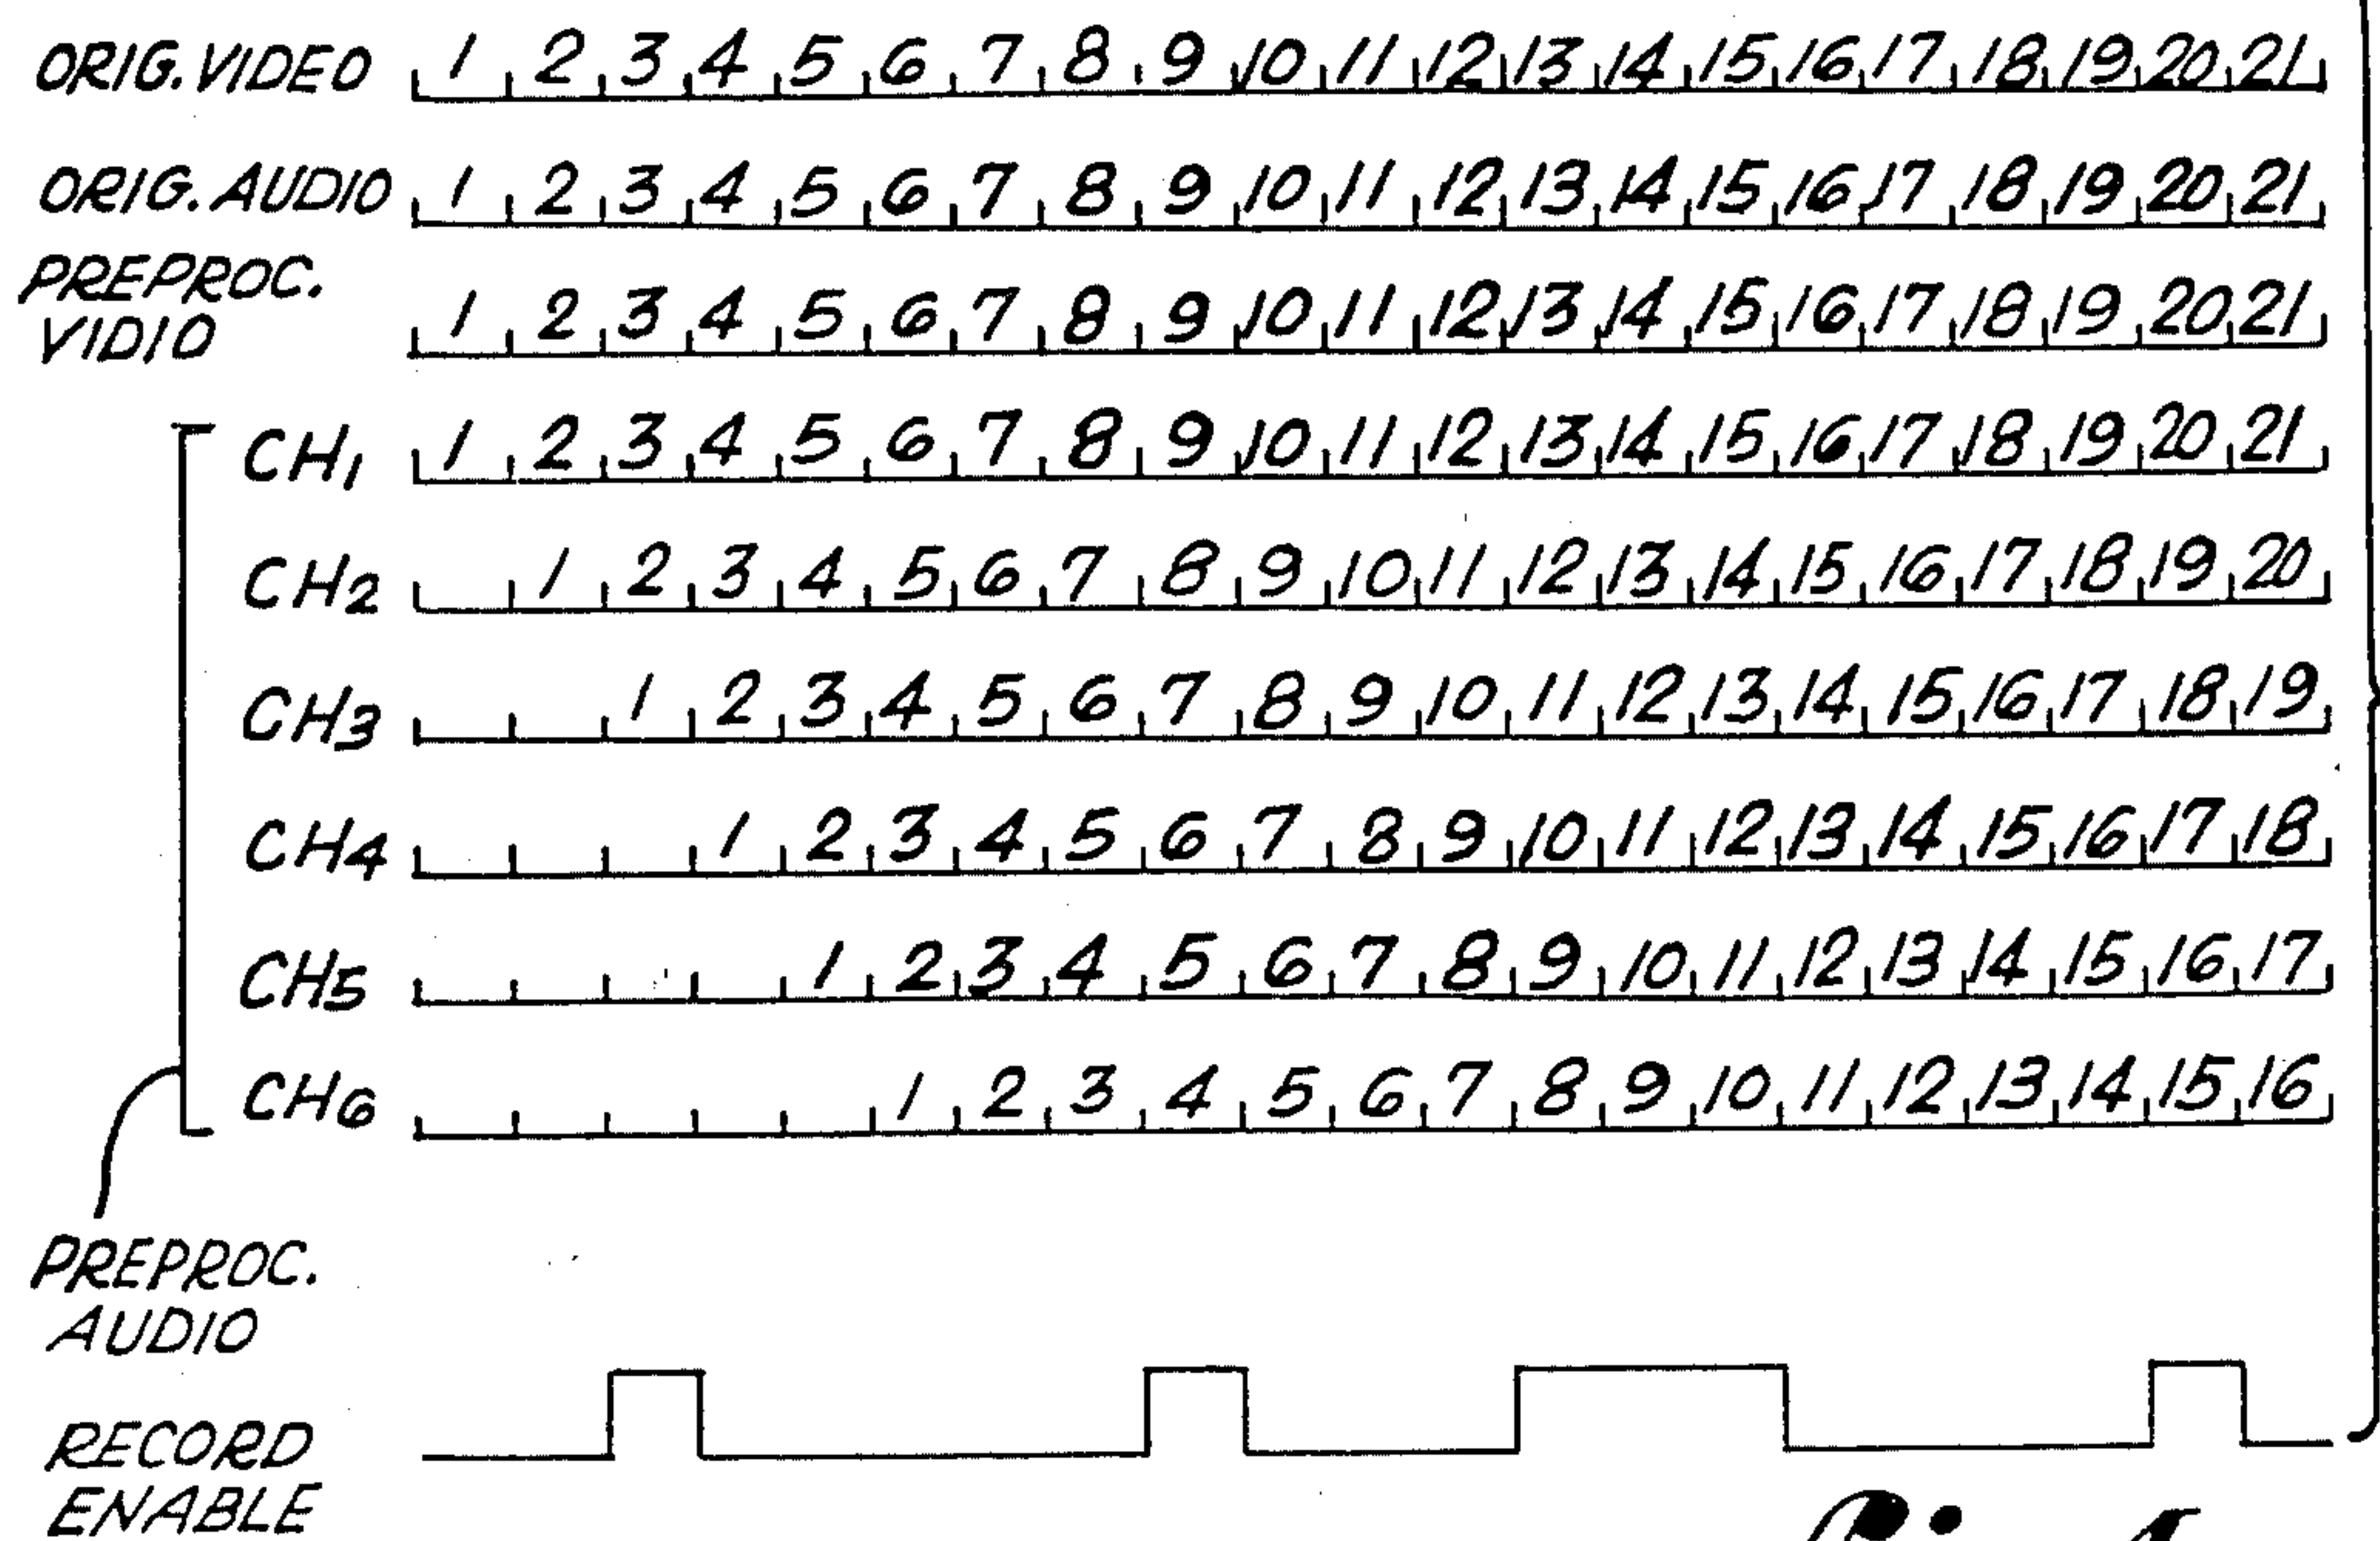 ORIG. VIDEO 1 2 3 4 5 6 7 8 9 10 11 12 13 14 15 16 17 18 19 20 21
ORIG. AUDIO 1 2 3 4 5 6 7 8 9 10 11 12 13 14 15 16 17 18 19 20 21
PREPROC.
VIDIO 1 2 3 4 5 6 7 8 9 10 11 12 13 14 15 16 17 18 19 20 21
CH1 1 2 3 4 5 6 7 8 9 10 11 12 13 14 15 16 17 18 19 20 21
CH2 1 2 3 4 5 6 7 8 9 10 11 12 13 14 15 16 17 18 19 20
CH3 1 2 3 4 5 6 7 8 9 10 11 12 13 14 15 16 17 18 19
CH4 1 2 3 4 5 6 7 8 9 10 11 12 13 14 15 16 17 18
CH5 1 2 3 4 5 6 7 8 9 10 11 12 13 14 15 16 17
CH6 1 2 3 4 5 6 7 8 9 10 11 12 13 14 15 16
PREPROC.
AUDIO
RECORD
ENABLE